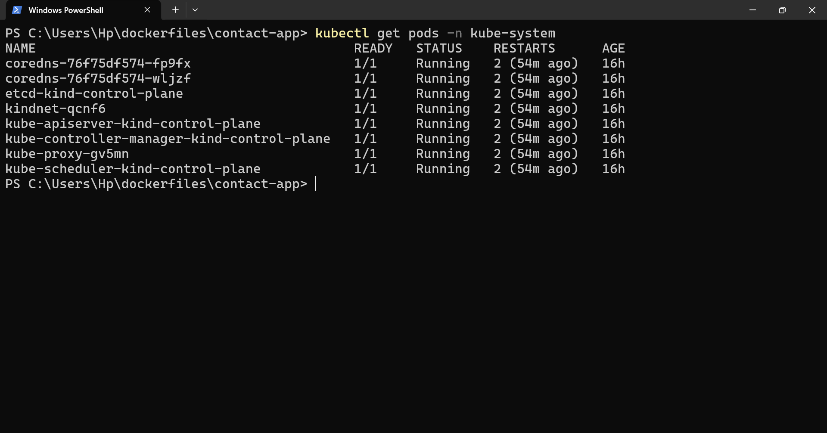 Windows PowerShell
PS C:\Users\Hp\dockerfiles\contact-app> kubectl get pods -n kube-system
NAME READY STATUS RESTARTS AGE
coredns-76f75df574-fp9fx 1/1 Running 2 (54m ago) 16h
coredns-76f75df574-wljzf 1/1 Running 2 (54m ago) 16h
etcd-kind-control-plane 1/1 Running 2 (54m ago) 16h
kindnet-qcnf6 1/1 Running 2 (54m ago) 16h
kube-apiserver-kind-control-plane 1/1 Running 2 (54m ago) 16h
kube-controller-manager-kind-control-plane 1/1 Running 2 (54m ago) 16h
kube-proxy-gv5mn 1/1 Running 2 (54m ago) 16h
kube-scheduler-kind-control-plane 1/1 Running 2 (54m ago) 16h
PS C:\Users\Hp\dockerfiles\contact-app>